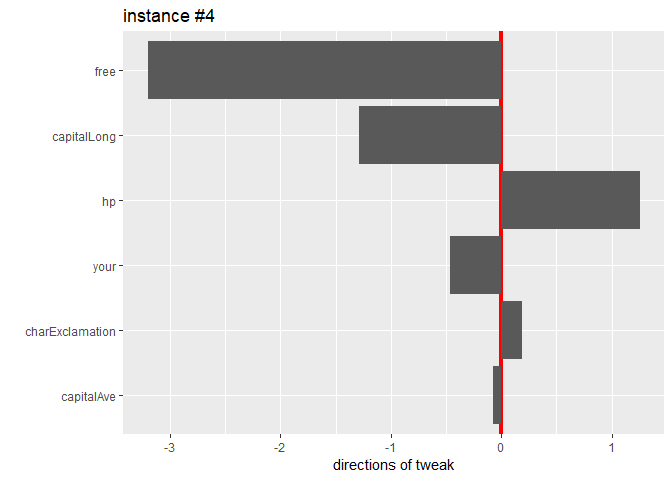 instance #4
free
capitalLong
hp
your
charExclamation
capitalAve
-3 -2 -1 0 1
directions of tweak